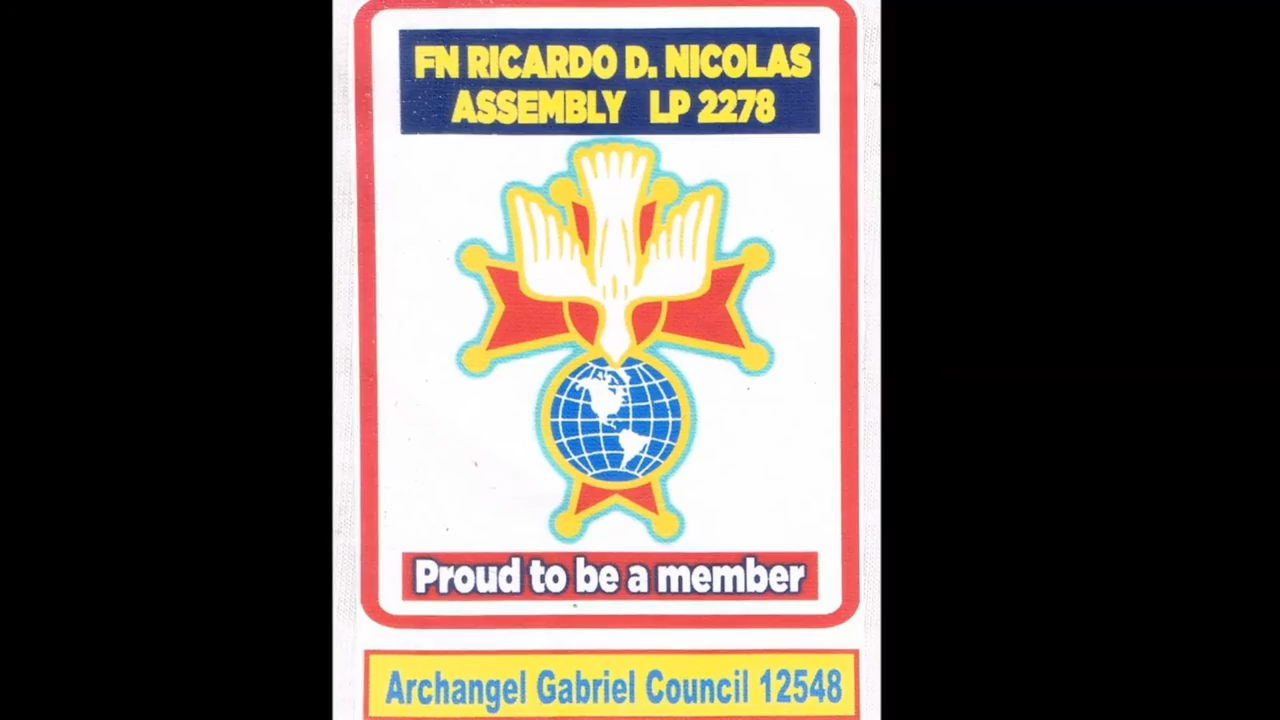 FN RICARDO D. NICOLAS
ASSEMBLY LP 2278
Proud to be a member
Archangel Gabriel Council 12548